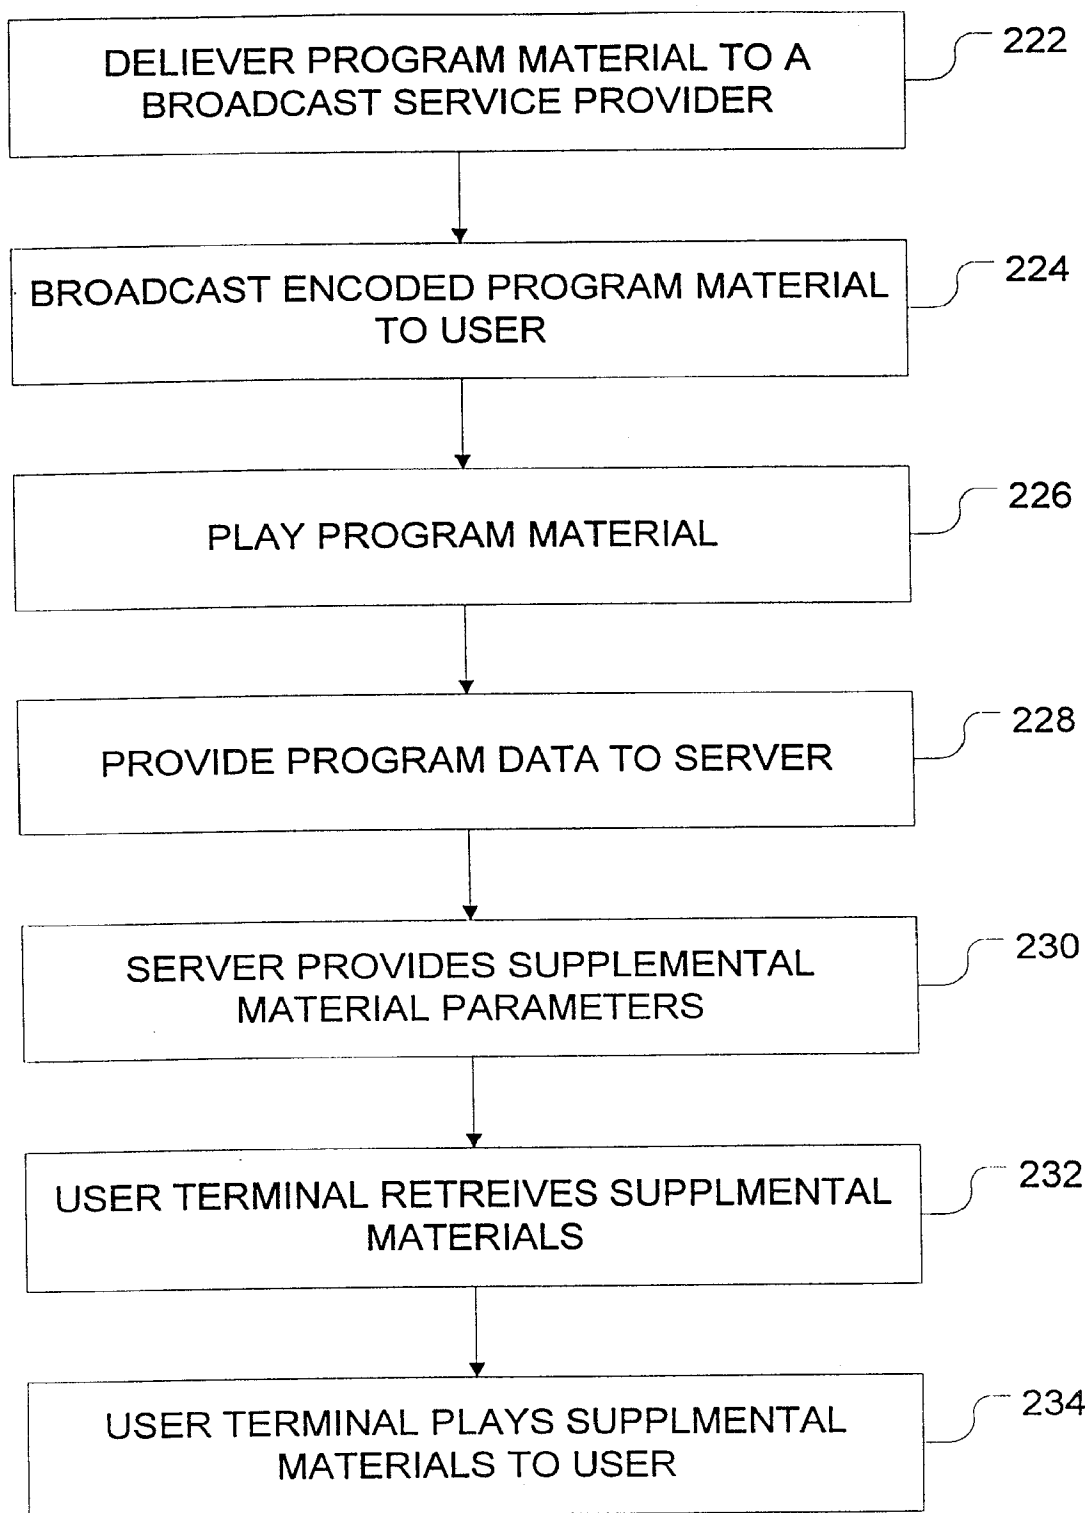 DELIEVER PROGRAM MATERIAL TO A
BROADCAST SERVICE PROVIDER
222
BROADCAST ENCODED PROGRAM MATERIAL
TO USER
224
PLAY PROGRAM MATERIAL
226
PROVIDE PROGRAM DATA TO SERVER
228
SERVER PROVIDES SUPPLEMENTAL
MATERIAL PARAMETERS
230
USER TERMINAL RETREIVES SUPPLMENTAL
MATERIALS
232
USER TERMINAL PLAYS SUPPLMENTAL
MATERIALS TO USER
234